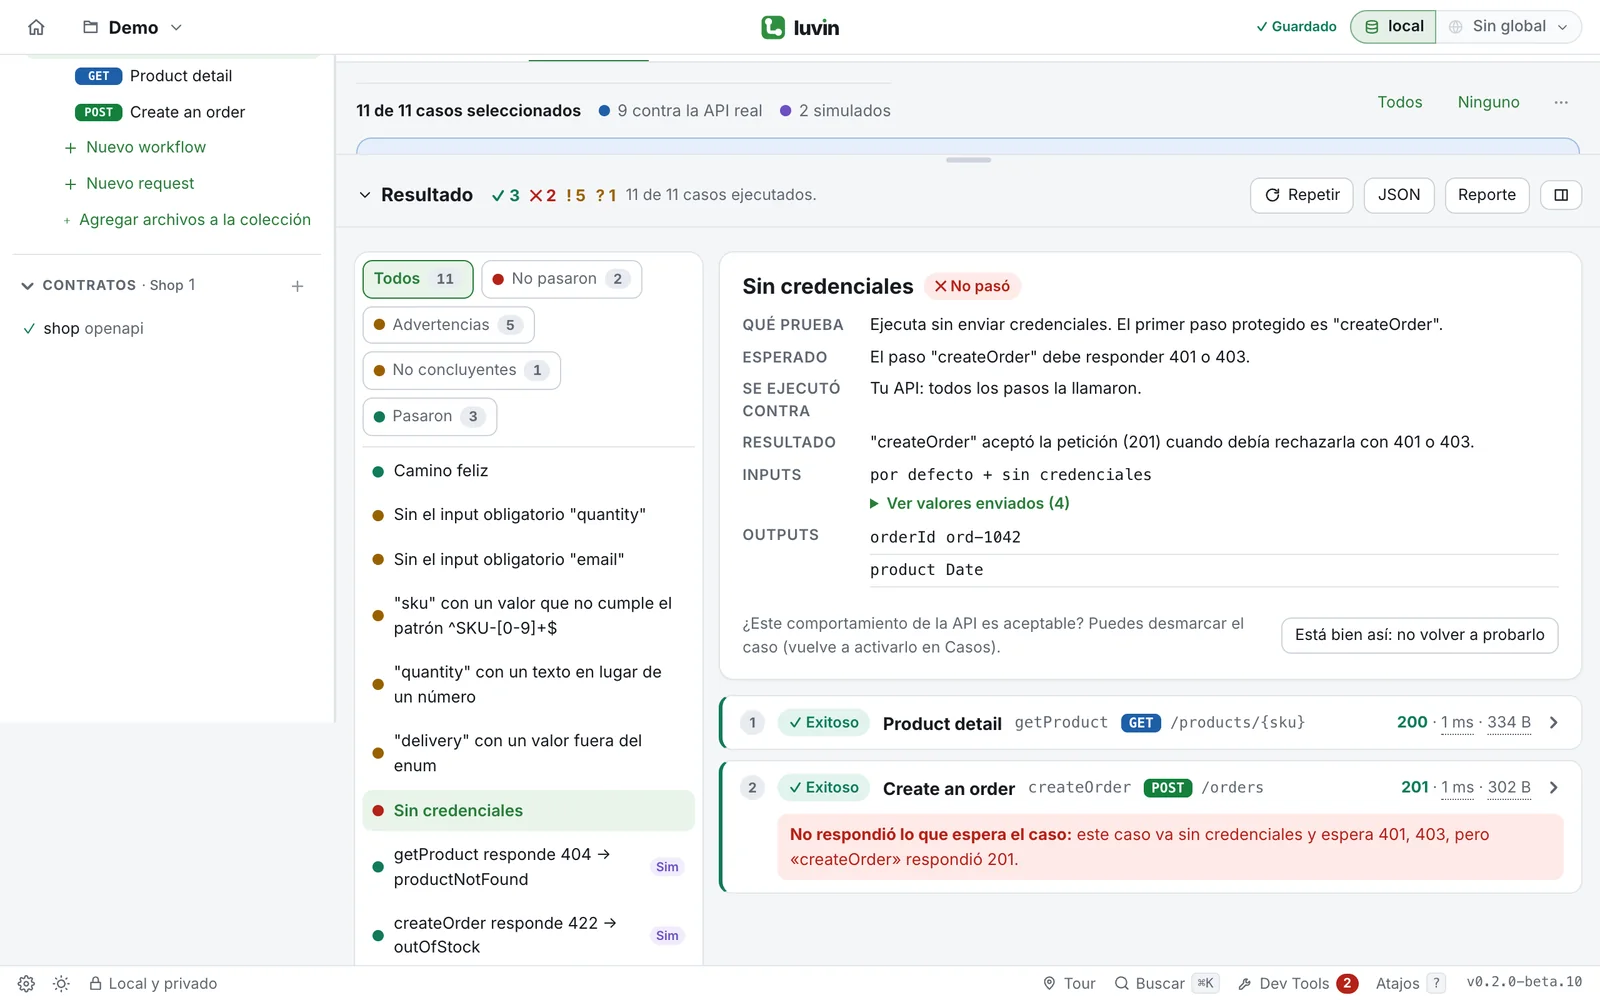 Demo
luvin
Guardado
local
Sin global
GET Product detail
POST Create an order
+ Nuevo workflow
+ Nuevo request
+ Agregar archivos a la colección
CONTRATOS · Shop 1 +
shop openapi
11 de 11 casos seleccionados
9 contra la API real
2 simulados
Todos
Ninguno
···
Resultado
✓3 ✕2 !5 ?1 11 de 11 casos ejecutados.
Repetir
JSON
Reporte
Todos 11
No pasaron 2
Advertencias 5
No concluyentes 1
Pasaron 3
Camino feliz
Sin el input obligatorio "quantity"
Sin el input obligatorio "email"
"sku" con un valor que no cumple el
patrón ^SKU-[0-9]+$
"quantity" con un texto en lugar de
un número
"delivery" con un valor fuera del
enum
Sin credenciales
getProduct responde 404 →
productNotFound
Sim
createOrder responde 422 →
outOfStock
Sim
Sin credenciales ✕ No pasó
QUÉ PRUEBA Ejecuta sin enviar credenciales. El primer paso protegido es "createOrder".
ESPERADO El paso "createOrder" debe responder 401 o 403.
SE EJECUTÓ
CONTRA
Tu API: todos los pasos la llamaron.
RESULTADO "createOrder" aceptó la petición (201) cuando debía rechazarla con 401 o 403.
INPUTS por defecto + sin credenciales
Ver valores enviados (4)
OUTPUTS orderId ord-1042
product Date
¿Este comportamiento de la API es aceptable? Puedes desmarcar el
caso (vuelve a activarlo en Casos).
Está bien así: no volver a probarlo
1 ✓ Exitoso Product detail getProduct GET /products/{sku} 200 · 1 ms · 334 B
2 ✓ Exitoso Create an order createOrder POST /orders 201 · 1 ms · 302 B
No respondió lo que espera el caso: este caso va sin credenciales y espera 401, 403, pero
«createOrder» respondió 201.
Local y privado
Tour
Buscar ⌘K
Dev Tools 2
Atajos ?
v0.2.0-beta.10